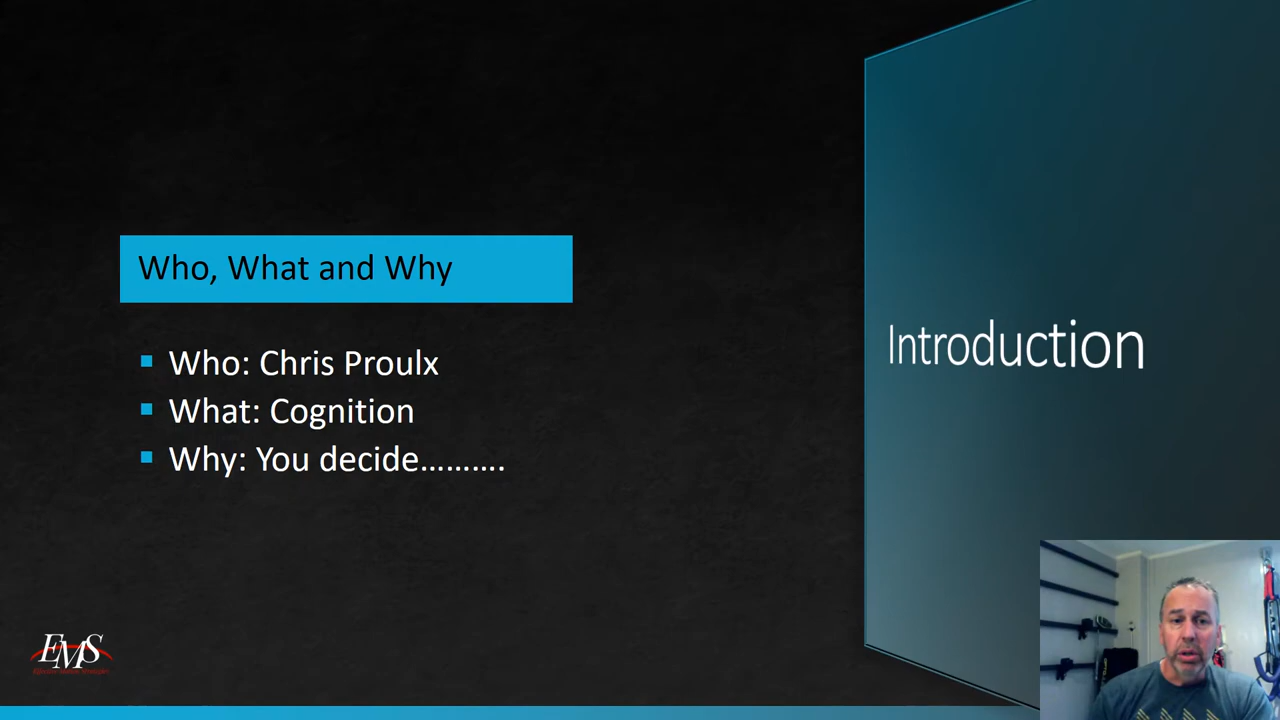 Who, What and Why
Who: Chris Proulx
What: Cognition
Why: You decide……….
Introduction
EMS